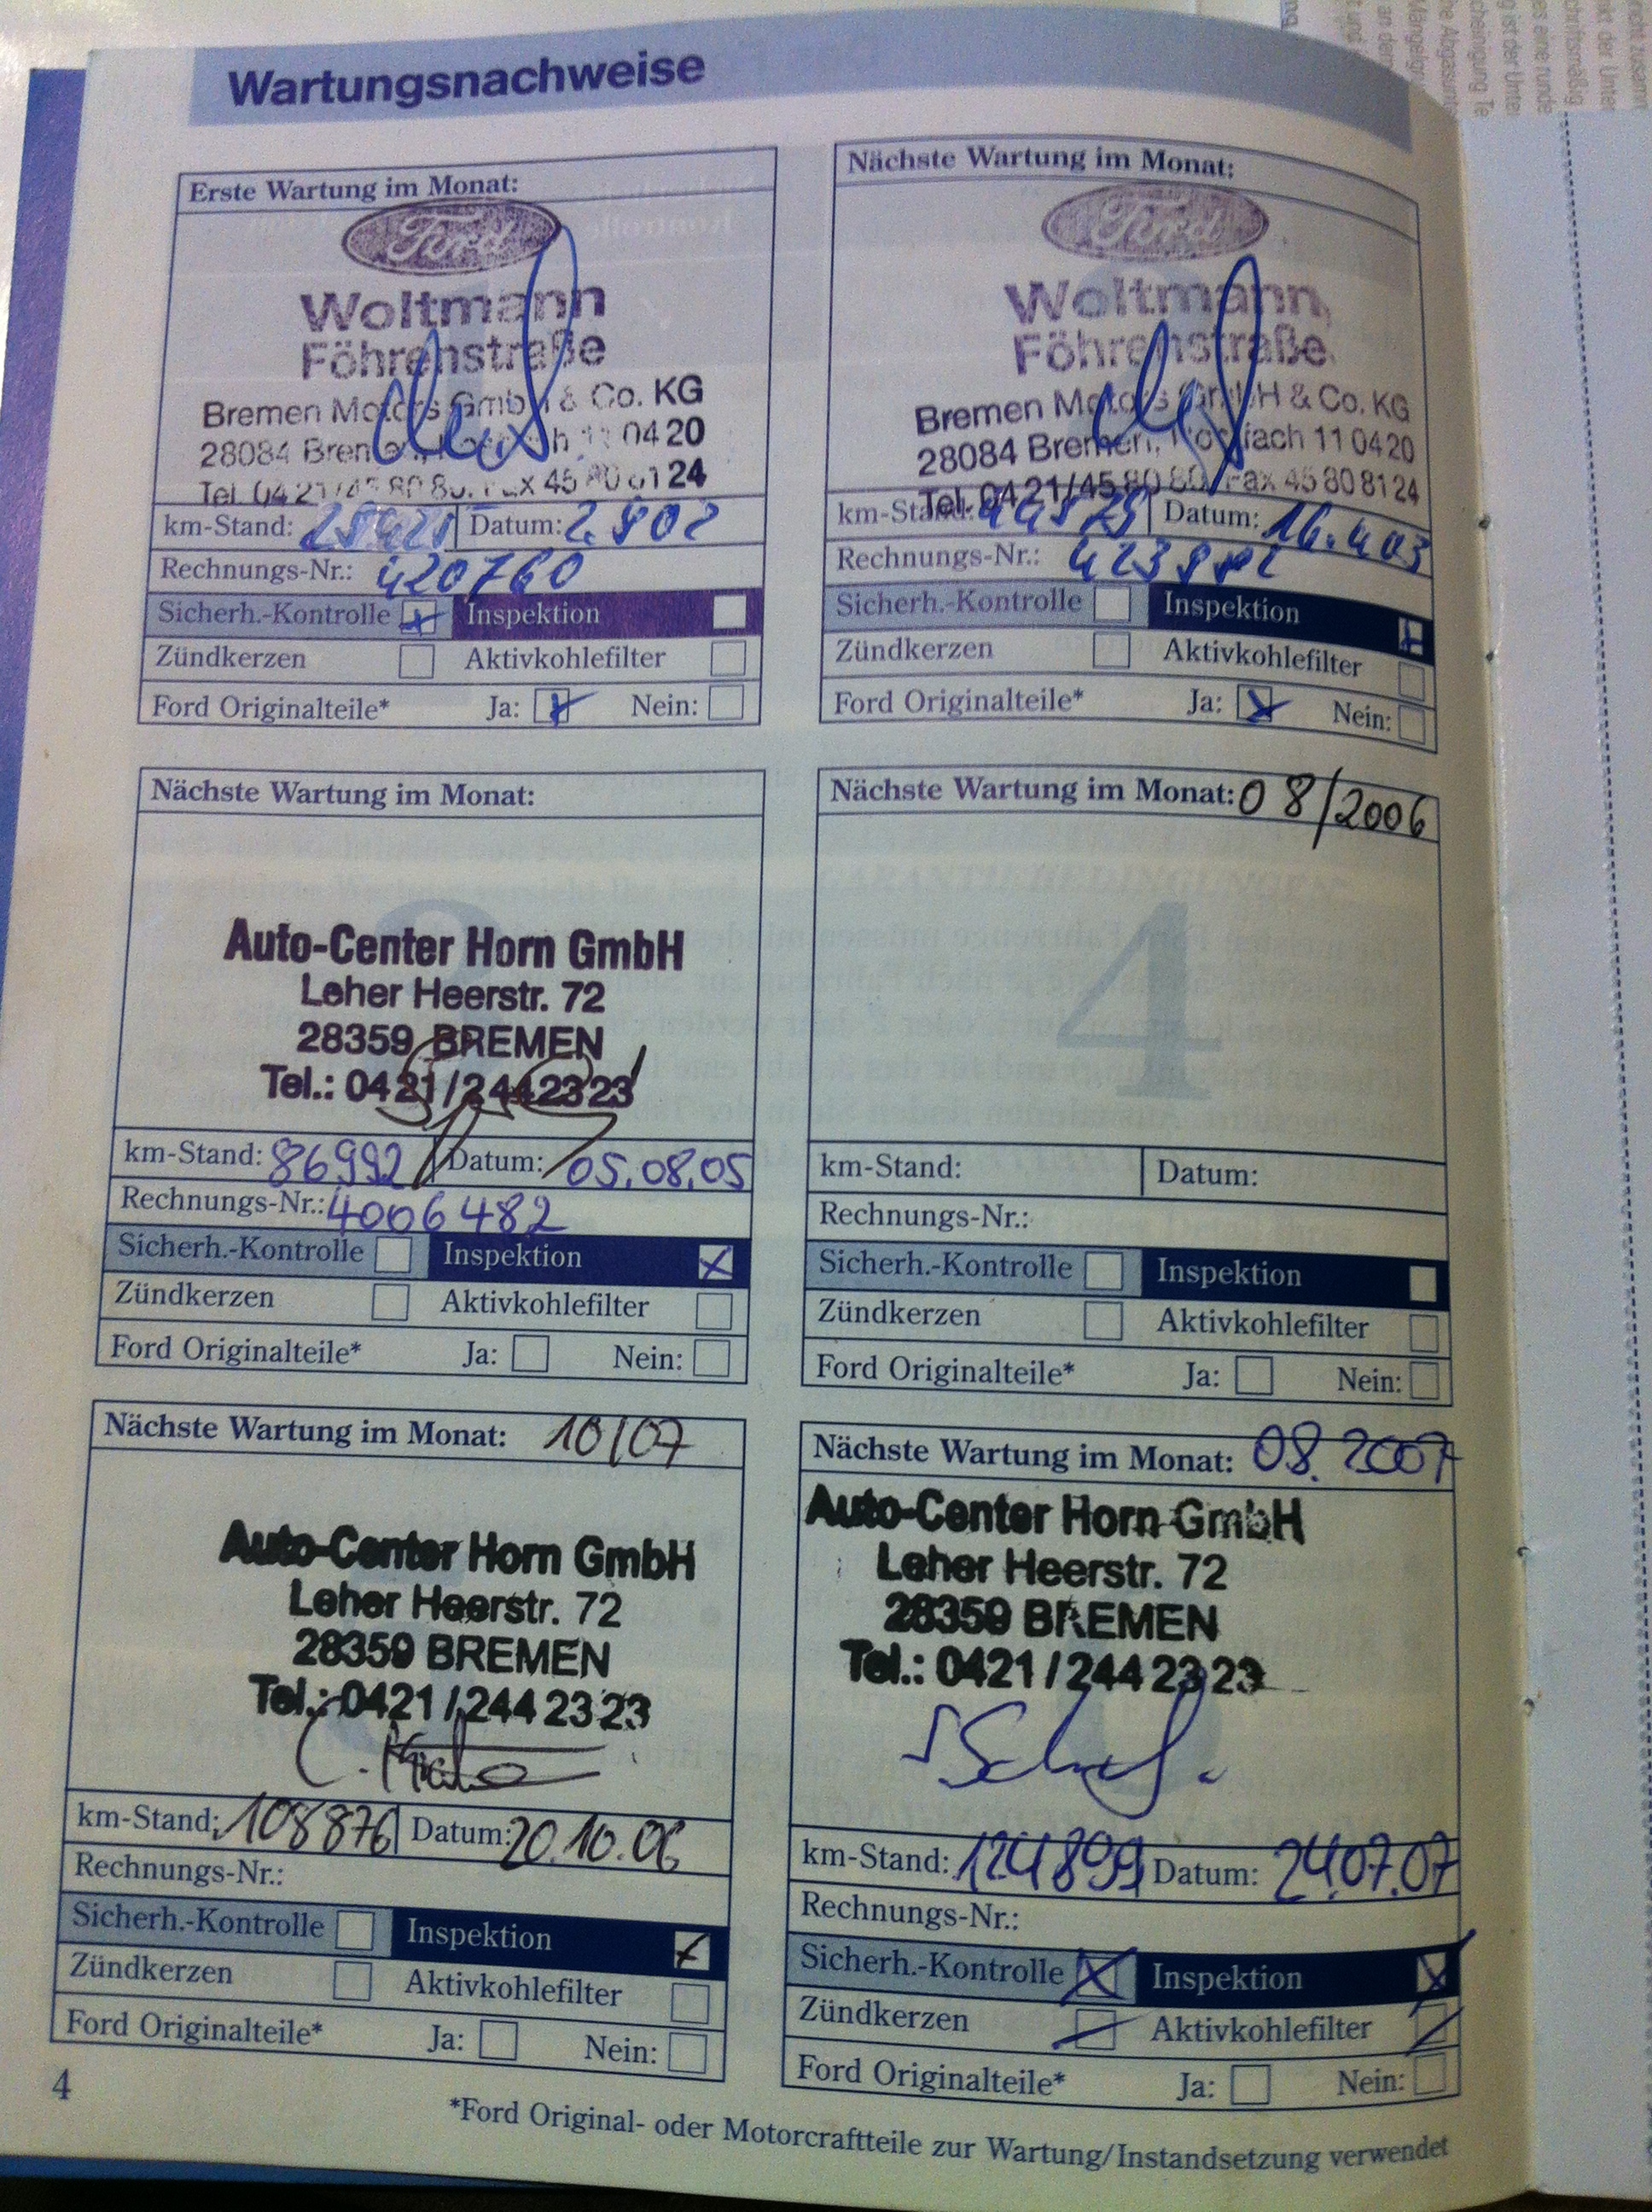 Wartungsnachweise
Erste Wartung im Monat:
Ford
Woltmann
Föhrenstraße
Bremen Motors GmbH & Co. KG
28084 Bremen, 11 04 20
Tel. 04 21/45 80 80. Fax 45 80 81 24
km-Stand: Datum: 2.802
Rechnungs-Nr.: 420760
Sicherh.-Kontrolle Inspektion
Zündkerzen Aktivkohlefilter
Ford Originalteile* Ja: Nein:
Nächste Wartung im Monat:
Ford
Woltmann
Föhrenstraße
Bremen Motors GmbH & Co. KG
28084 Bremen, Postfach 11 04 20
Tel. 04 21/45 80 80. Fax 45 80 81 24
km-Stand: Datum: 16.403
Rechnungs-Nr.:
Sicherh.-Kontrolle Inspektion
Zündkerzen Aktivkohlefilter
Ford Originalteile* Ja: Nein:
Nächste Wartung im Monat:
Auto-Center Horn GmbH
Leher Heerstr. 72
28359 BREMEN
Tel.: 0421/244 23 23
km-Stand: 86992 Datum: 05.08.05
Rechnungs-Nr.: 4006482
Sicherh.-Kontrolle Inspektion
Zündkerzen Aktivkohlefilter
Ford Originalteile* Ja: Nein:
Nächste Wartung im Monat: 08/2006
4
km-Stand: Datum:
Rechnungs-Nr.:
Sicherh.-Kontrolle Inspektion
Zündkerzen Aktivkohlefilter
Ford Originalteile* Ja: Nein:
Nächste Wartung im Monat: 10/07
Auto-Center Horn GmbH
Leher Heerstr. 72
28359 BREMEN
Tel.: 0421/244 23 23
km-Stand: 108876 Datum: 20.10.06
Rechnungs-Nr.:
Sicherh.-Kontrolle Inspektion
Zündkerzen Aktivkohlefilter
Ford Originalteile* Ja: Nein:
Nächste Wartung im Monat: 08.2007
Auto-Center Horn GmbH
Leher Heerstr. 72
28359 BREMEN
Tel.: 0421/244 23 23
km-Stand: 124899 Datum: 24.07.07
Rechnungs-Nr.:
Sicherh.-Kontrolle Inspektion
Zündkerzen Aktivkohlefilter
Ford Originalteile* Ja: Nein:
4
*Ford Original- oder Motorcraftteile zur Wartung/Instandsetzung verwendet